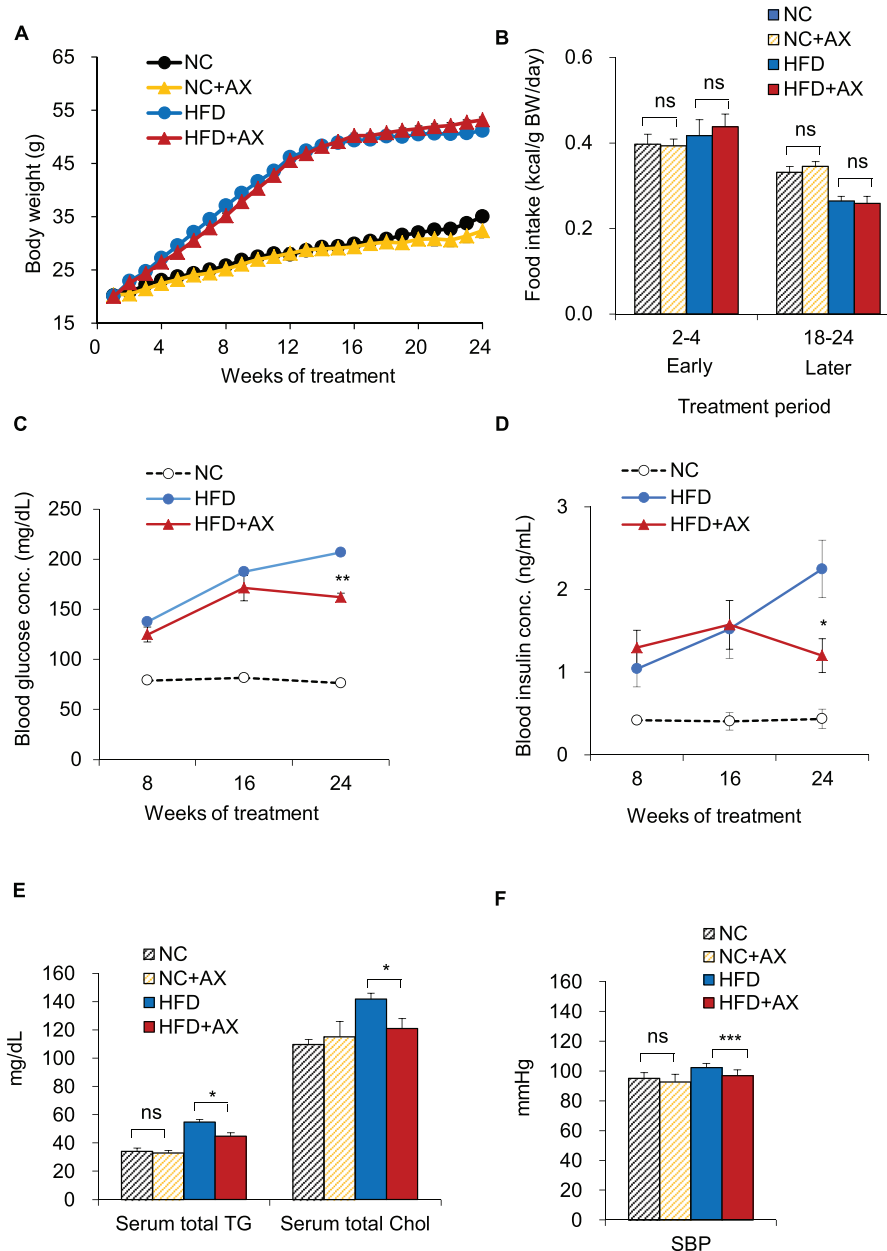 A
65
55
45
35
25
15
Body weight (g)
NC
NC+AX
HFD
HFD+AX
0 4 8 12 16 20 24
Weeks of treatment
B
0.6
0.4
0.2
0.0
Food intake (kcal/g BW/day)
NC
NC+AX
HFD
HFD+AX
ns ns
ns
ns
2-4 18-24
Early Later
Treatment period
C
NC
HFD
HFD+AX
250
200
150
100
50
0
Blood glucose conc. (mg/dL)
**
8 16 24
Weeks of treatment
D
NC
HFD
HFD+AX
3
2
1
0
Blood insulin conc. (ng/mL)
*
8 16 24
Weeks of treatment
E
NC
NC+AX
HFD
HFD+AX
160
140
120
100
80
60
40
20
0
mg/dL
ns
*
*
Serum total TG Serum total Chol
F
NC
NC+AX
HFD
HFD+AX
160
140
120
100
80
60
40
20
0
mmHg
ns ***
SBP